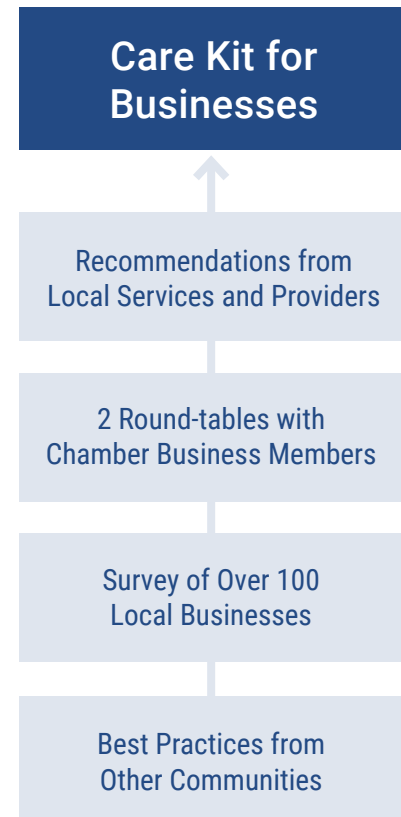 Care Kit for
Businesses
Recommendations from
Local Services and Providers
2 Round-tables with
Chamber Business Members
Survey of Over 100
Local Businesses
Best Practices from
Other Communities